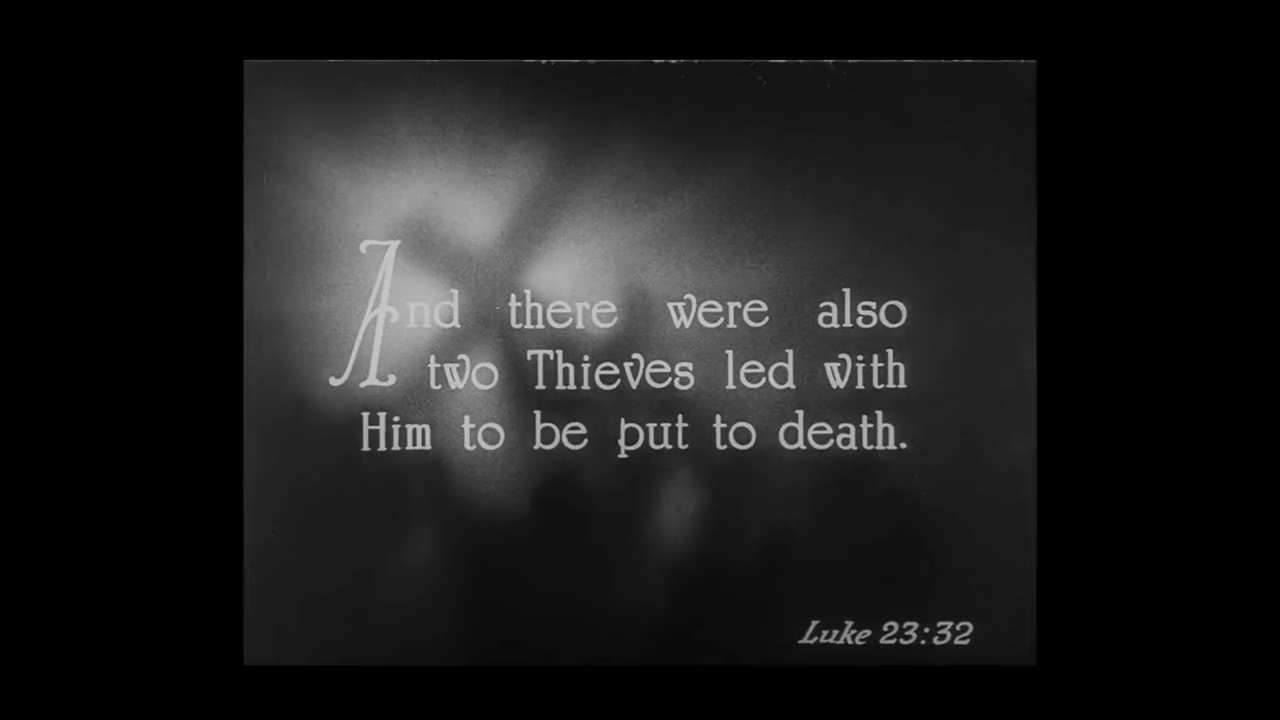 And there were also
two Thieves led with
Him to be put to death.
Luke 23:32